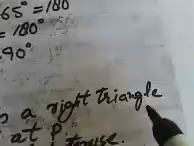 65° = 180°
= 180°
90°
a right triangle
at P.